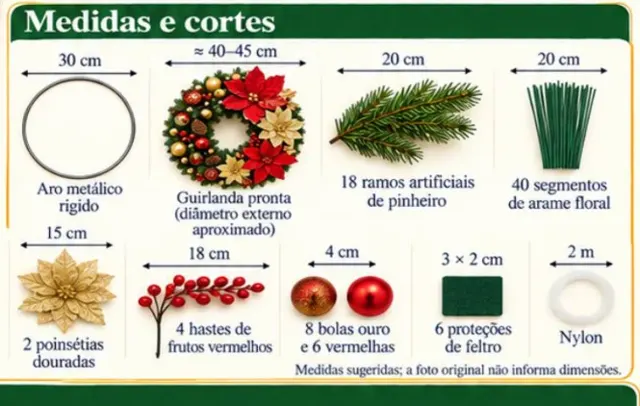 Medidas e cortes
30 cm
≈ 40–45 cm
20 cm
20 cm
Aro metálico
rigido
Guirlanda pronta
(diâmetro externo
aproximado)
18 ramos artificiais
de pinheiro
40 segmentos
de arame floral
15 cm
18 cm
4 cm
3 × 2 cm
2 m
2 poinsétias
douradas
4 hastes de
frutos vermelhos
8 bolas ouro
e 6 vermelhas
6 proteções
de feltro
Nylon
Medidas sugeridas; a foto original não informa dimensões.